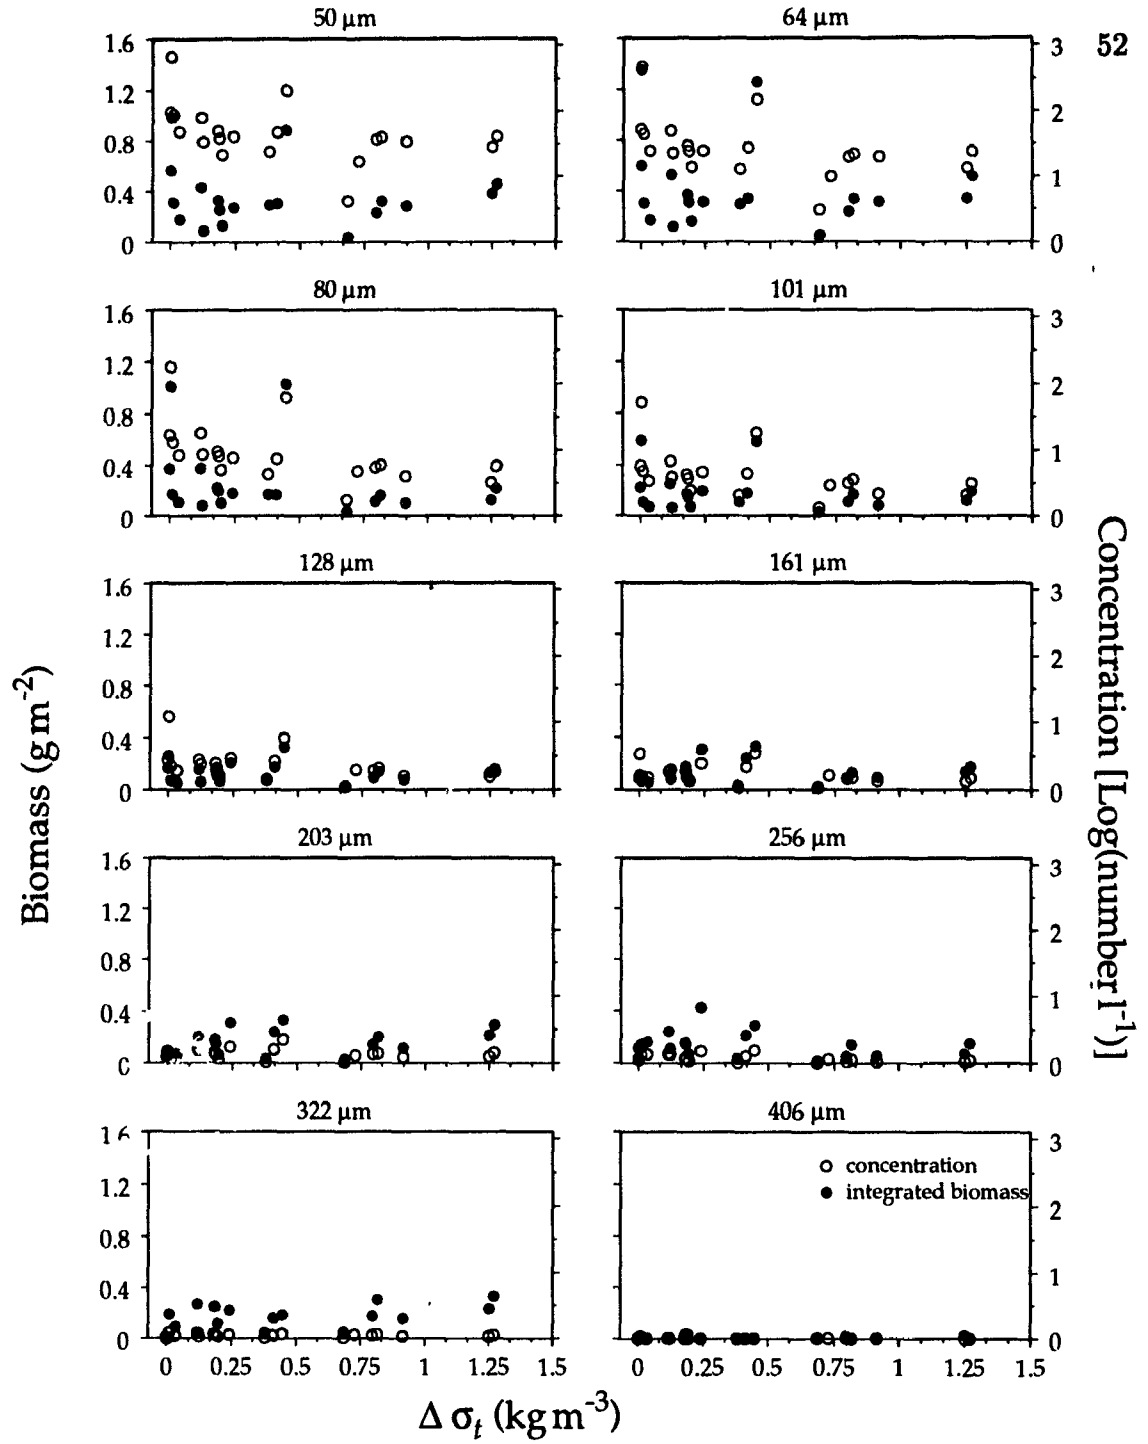 52
50 µm
64 µm
1.6
1.2
0.8
0.4
0
3
2
1
0
80 µm
101 µm
1.6
1.2
0.8
0.4
0
3
2
1
0
128 µm
161 µm
1.6
1.2
0.8
0.4
0
3
2
1
0
203 µm
256 µm
1.6
1.2
0.8
0.4
3
2
1
0
322 µm
406 µm
1.2
0.8
0.4
0
3
2
1
0
concentration
integrated biomass
0 0.25 0.5 0.75 1 1.25 1.5
0 0.25 0.5 0.75 1 1.25 1.5
Δ σt (kg m-3)
Biomass (g m-2)
Concentration [Log(number l-1)]